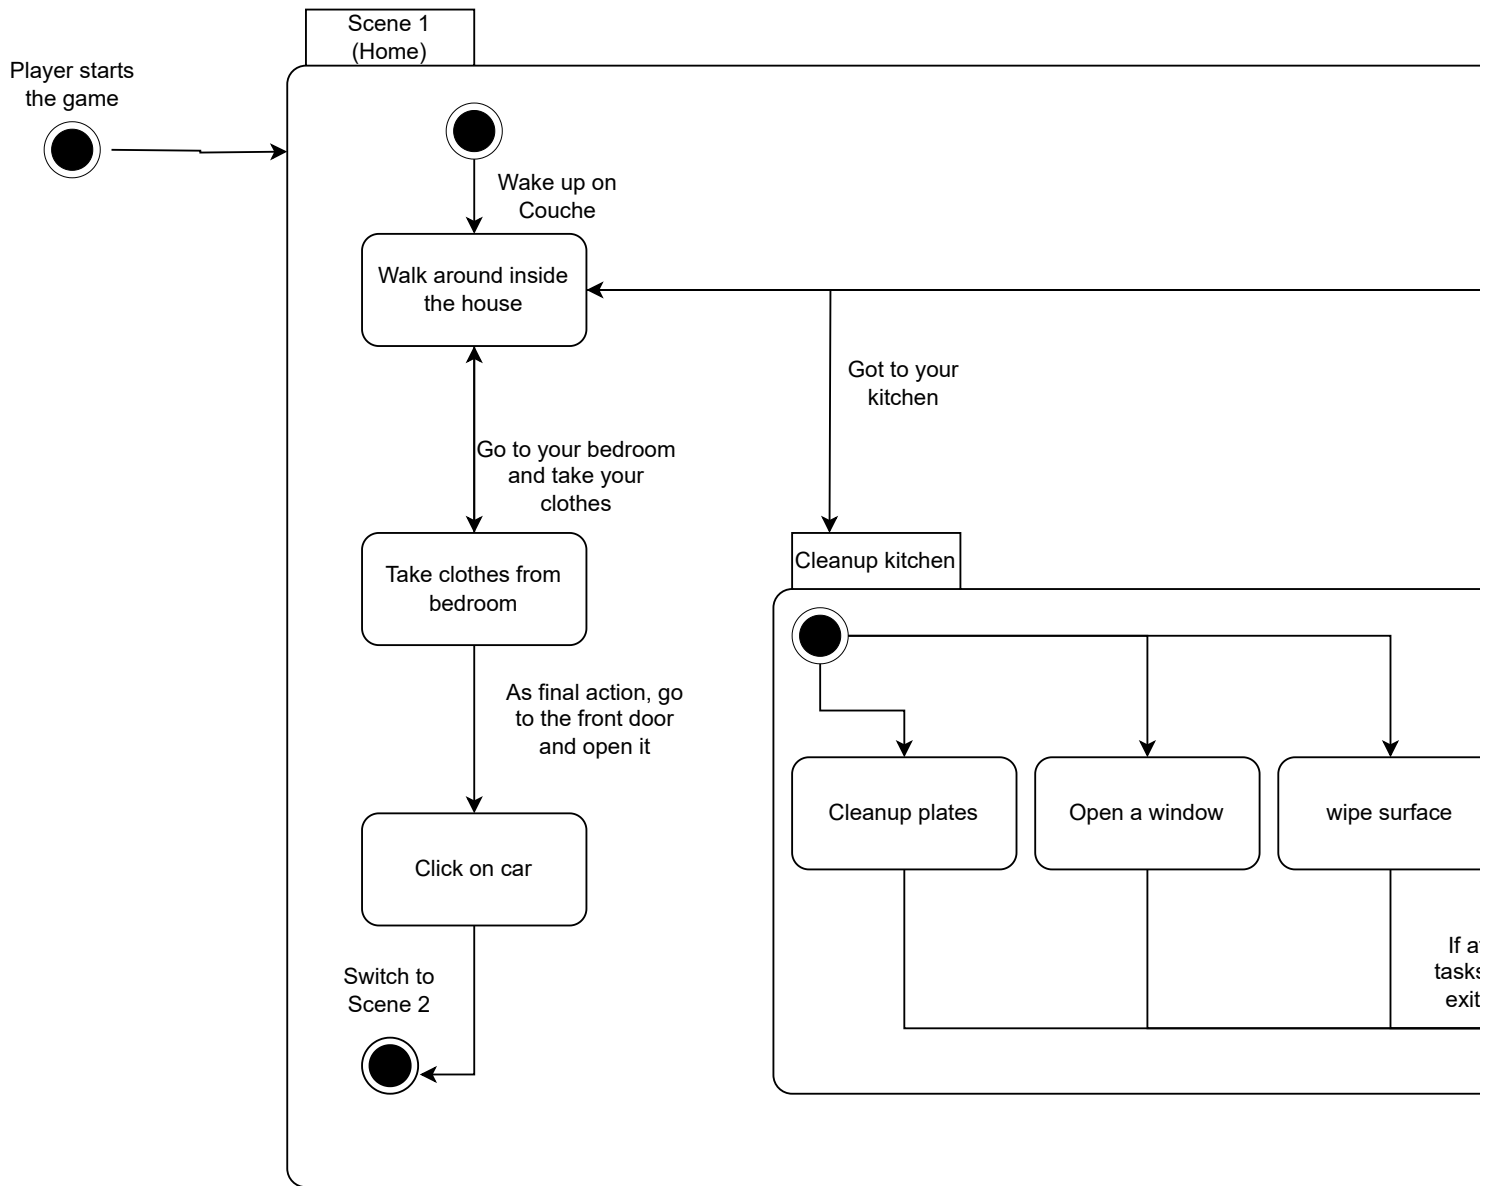 Scene 1
(Home)
Player starts
the game
Wake up on
Couche
Walk around inside
the house
Got to your
kitchen
Go to your bedroom
and take your
clothes
Cleanup kitchen
Take clothes from
bedroom
As final action, go
to the front door
and open it
Cleanup plates
Open a window
wipe surface
Click on car
If
tasks
exit
Switch to
Scene 2